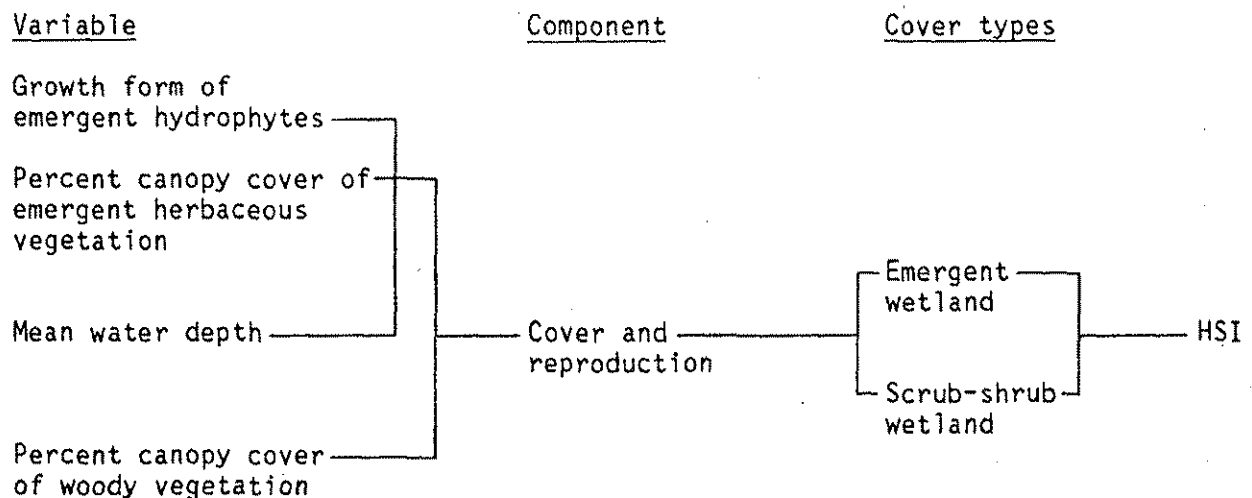 Variable Component Cover types
Growth form of
emergent hydrophytes
Percent canopy cover of
emergent herbaceous
vegetation
Emergent
wetland
Mean water depth
Cover and
reproduction
HSI
Scrub-shrub
wetland
Percent canopy cover
of woody vegetation